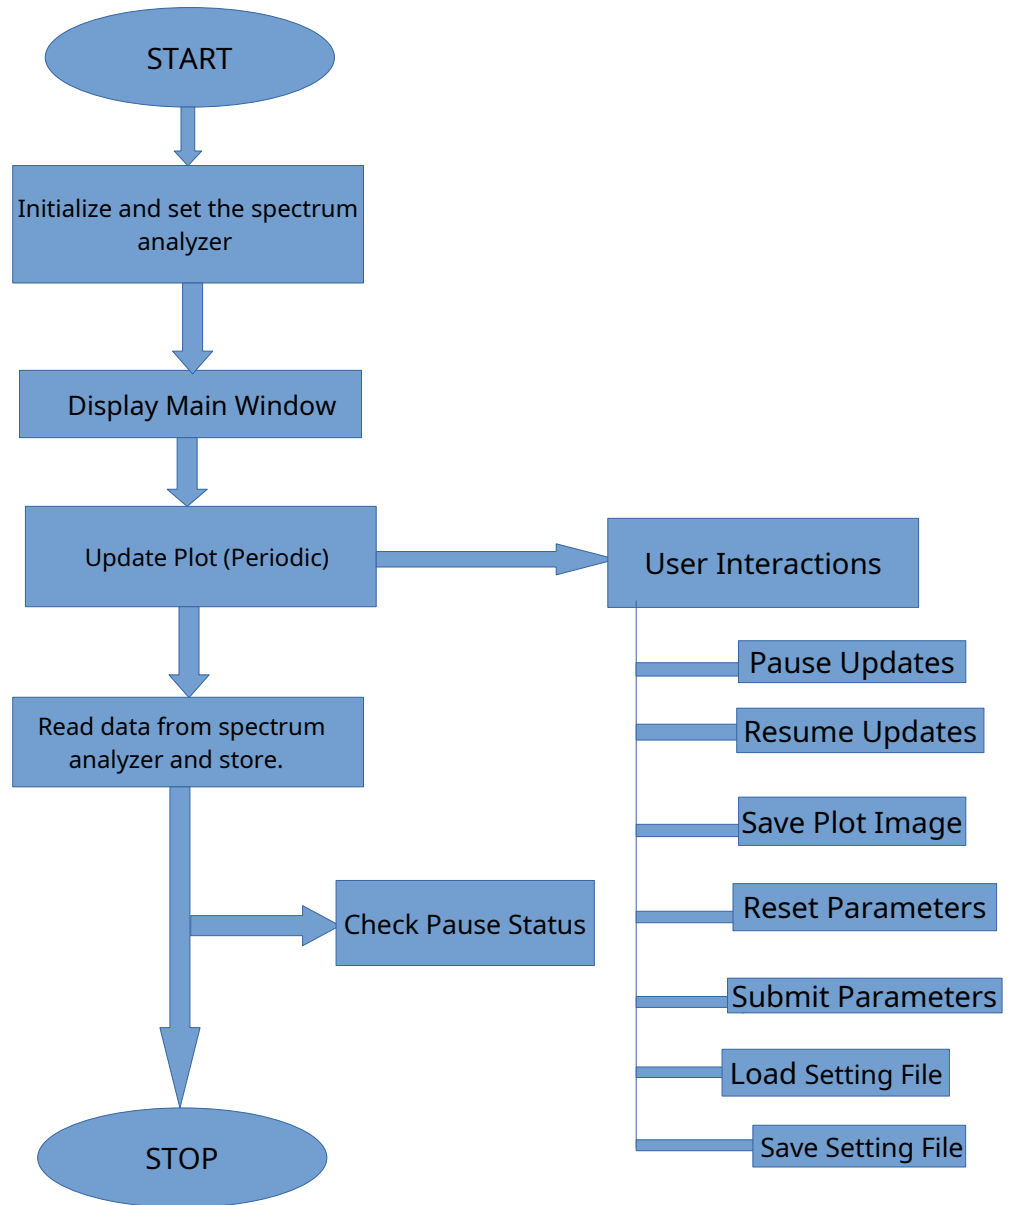 START
Initialize and set the spectrum
analyzer
Display Main Window
Update Plot (Periodic)
User Interactions
Pause Updates
Resume Updates
Read data from spectrum
analyzer and store.
Save Plot Image
Check Pause Status
Reset Parameters
Submit Parameters
Load Setting File
Save Setting File
STOP